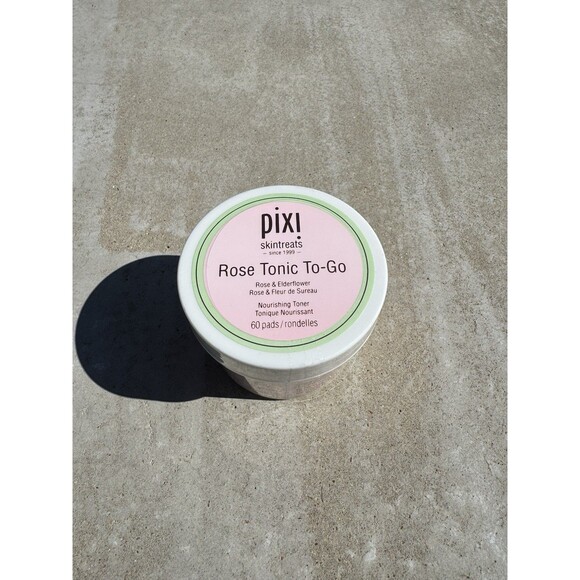 pixi
skintreats
– since 1999 –
Rose Tonic To-Go
Rose & Elderflower
Rose & Fleur de Sureau
Nourishing Toner
Tonique Nourissant
60 pads / rondelles